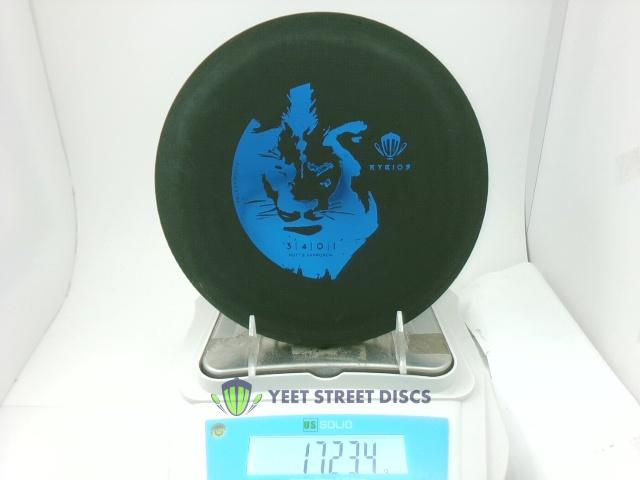 KYRIOS
3|4|0|1
PUTT & APPROACH
YEET STREET DISCS
US SOLID
172.34 g